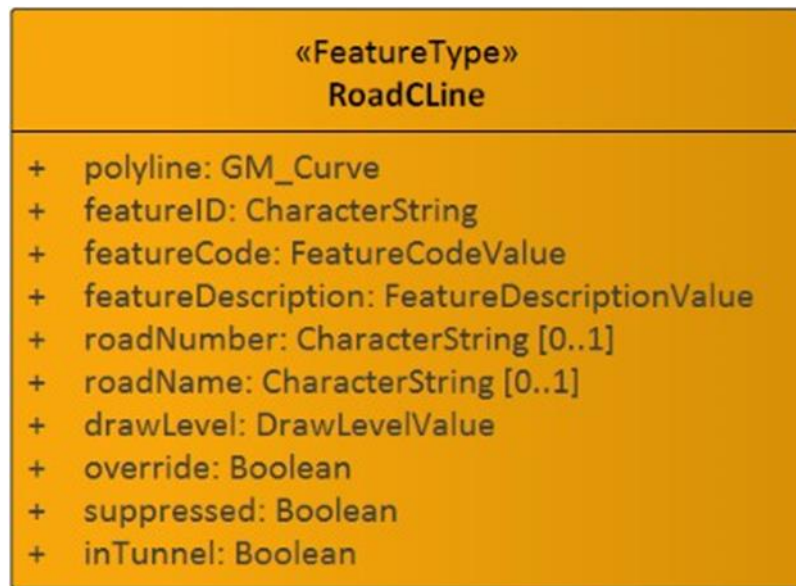 «FeatureType»
RoadCLine
+ polyline: GM_Curve
+ featureID: CharacterString
+ featureCode: FeatureCodeValue
+ featureDescription: FeatureDescriptionValue
+ roadNumber: CharacterString [0..1]
+ roadName: CharacterString [0..1]
+ drawLevel: DrawLevelValue
+ override: Boolean
+ suppressed: Boolean
+ inTunnel: Boolean